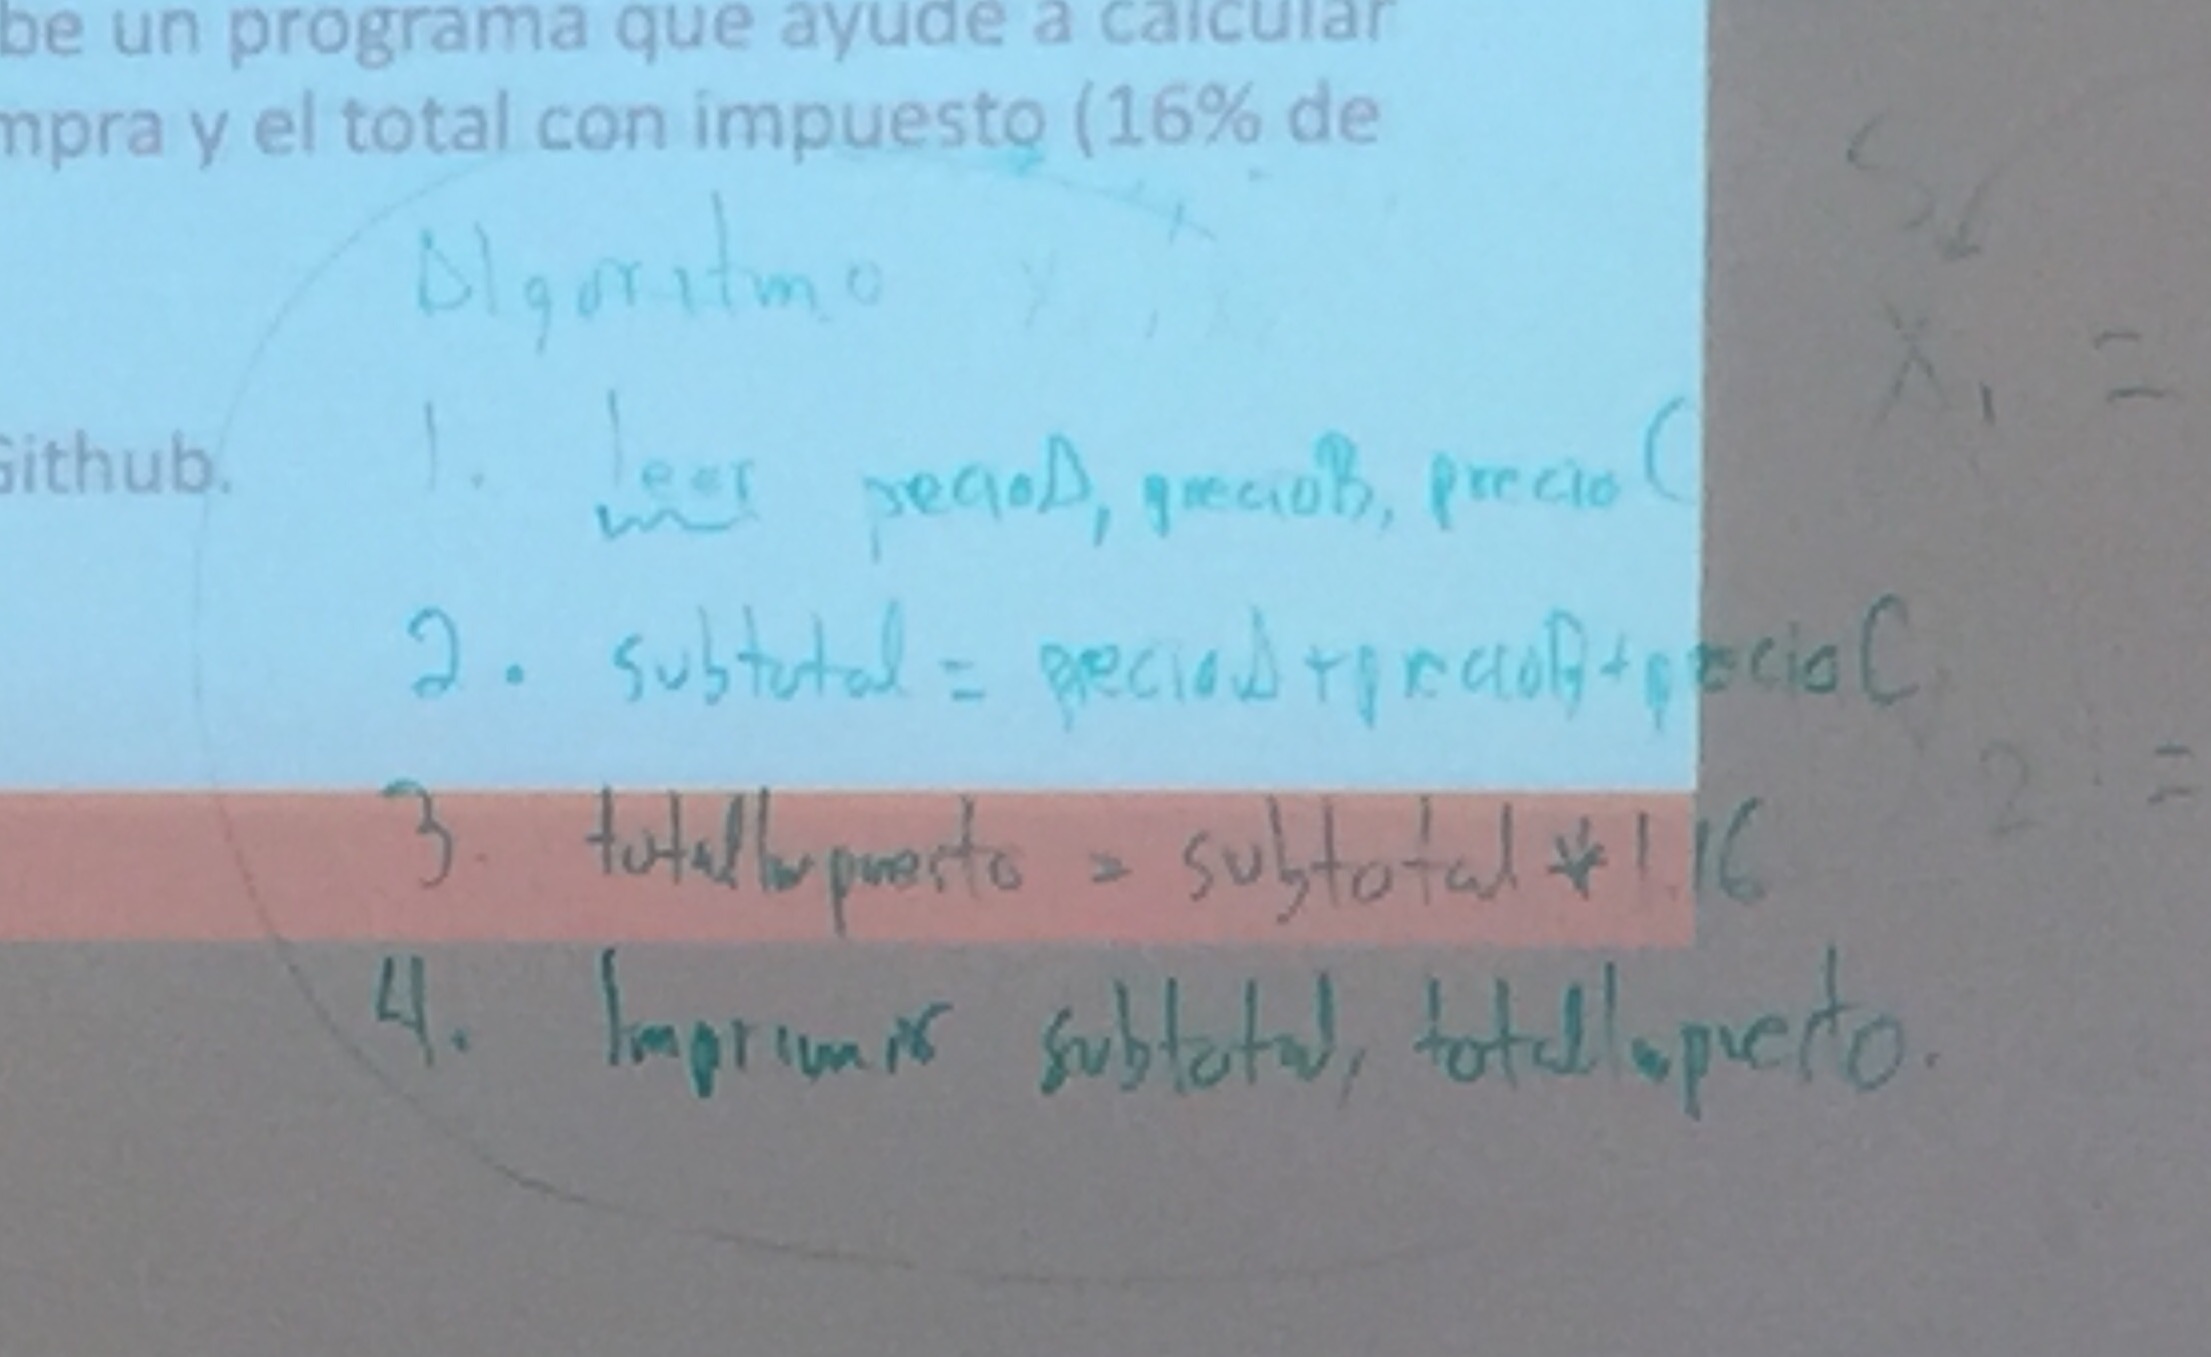 be un programa que ayude a calcular
mpra y el total con impuesto (16% de
Github.
Algoritmo
1. leer precioA, precioB, precioC
2. subtotal = precioA + precioB + precioC
3. totalImpuesto = subtotal * 1.16
4. Imprimir subtotal, totalImpuesto.
X1 =
2 =